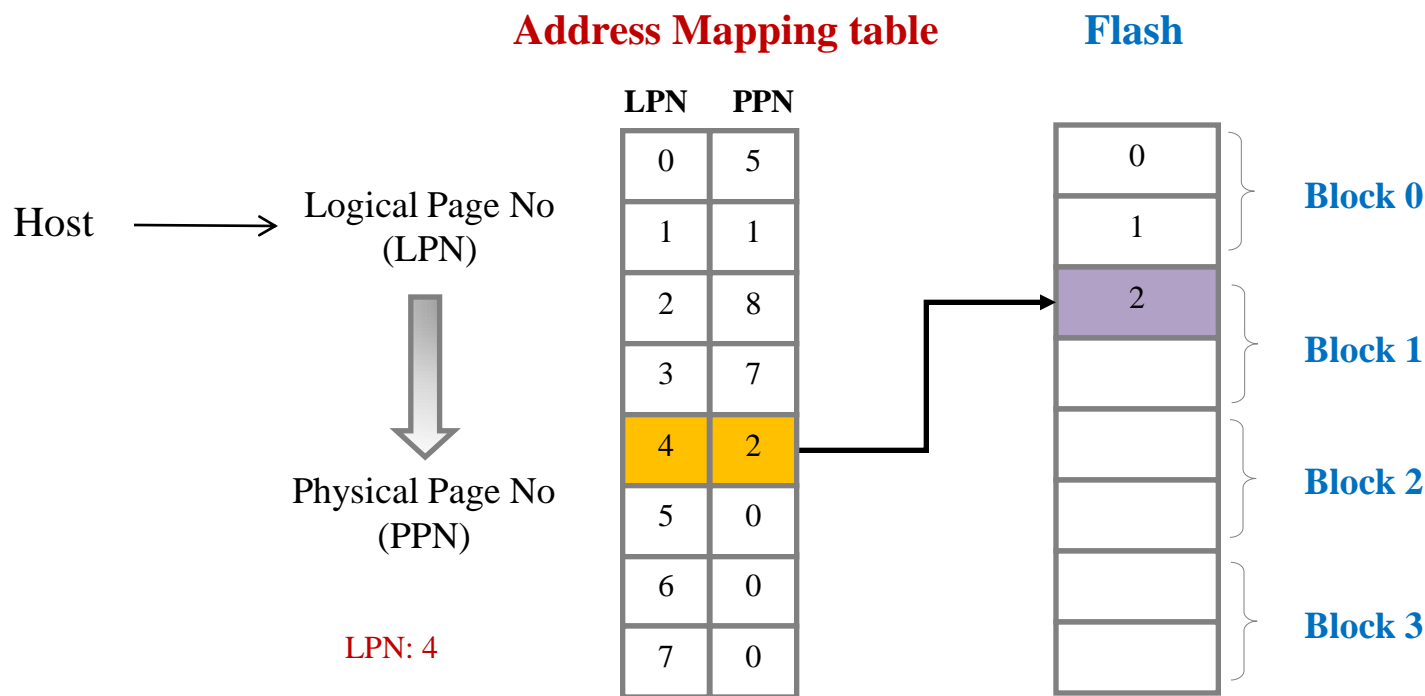 Address Mapping table
Flash
LPN PPN
0 5
1 1
2 8
3 7
4 2
5 0
6 0
7 0
Host
Logical Page No
(LPN)
Physical Page No
(PPN)
LPN: 4
0
1
2
Block 0
Block 1
Block 2
Block 3